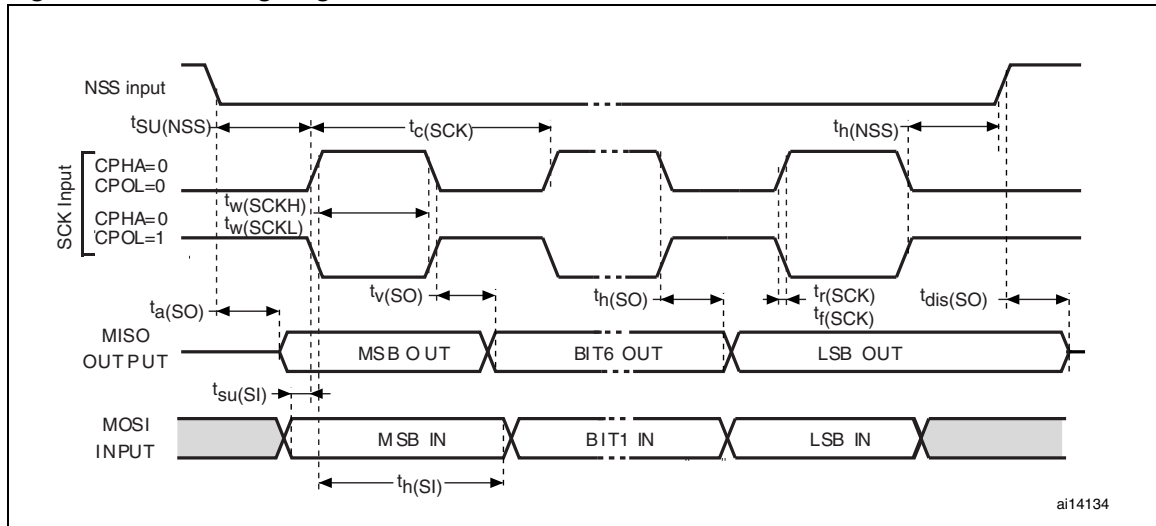 NSS input
tSU(NSS)
tc(SCK)
th(NSS)
SCK Input
CPHA=0
CPOL=0
tw(SCKH)
CPHA=0
tw(SCKL)
CPOL=1
tv(SO)
th(SO)
tr(SCK)
tf(SCK)
tdis(SO)
ta(SO)
MISO
OUTPUT
MSB OUT
BIT6 OUT
LSB OUT
tsu(SI)
MOSI
INPUT
MSB IN
BIT1 IN
LSB IN
th(SI)
ai14134